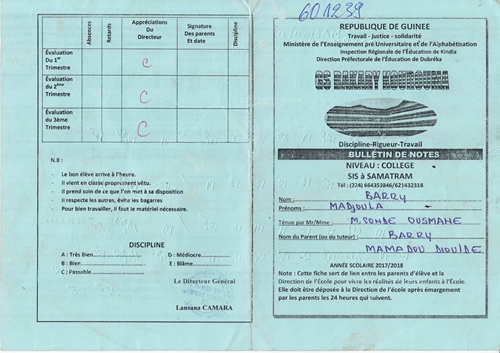 Absences
Retards
Appréciations Du Directeur
Signature Des parents Et date
Discipline
Évaluation Du 1er Trimestre
C
Évaluation du 2ème Trimestre
C
Évaluation du 3ème Trimestre
C
N.B :
- Le bon élève arrive à l'heure.
- Il vient en classe proprement vêtu.
- Il prend soin de ce que l'on met à sa disposition
- Il respecte les autres, évite les bagarres
- Pour bien travailler, il faut le matériel nécessaire.
DISCIPLINE
A : Très Bien
D : Médiocre
B : Bien
E : Blâme
C : Passable
Le Directeur Général
Lansana CAMARA
601239
REPUBLIQUE DE GUINEE
Travail - justice - solidarité
Ministère de l'Enseignement pré Universitaire et de l'Alphabétisation
Inspection Régionale de l'Éducation de Kindia
Direction Préfectorale de l'Éducation de Dubréka
GS BAKARY KOUROUMA
Discipline-Rigueur-Travail
BULLETIN DE NOTES
NIVEAU : COLLEGE
SIS à SAMATRAM
Tél : (224) 664353846/621432318
Nom : BARRY
Prénoms : MADJOULA
Tenue par Mr/Mme : M. CONDE OUSMANE
Nom du Parent (ou du tuteur) : BARRY
MAMADOU
ANNÉE SCOLAIRE 2017/2018
Note : Cette fiche sert de lien entre les parents d'élève et la
Direction de l'École pour vivre les réalités de leurs enfants à l'École.
Elle doit être déposée à la Direction de l'école après émargement
par les parents les 24 heures qui suivent.